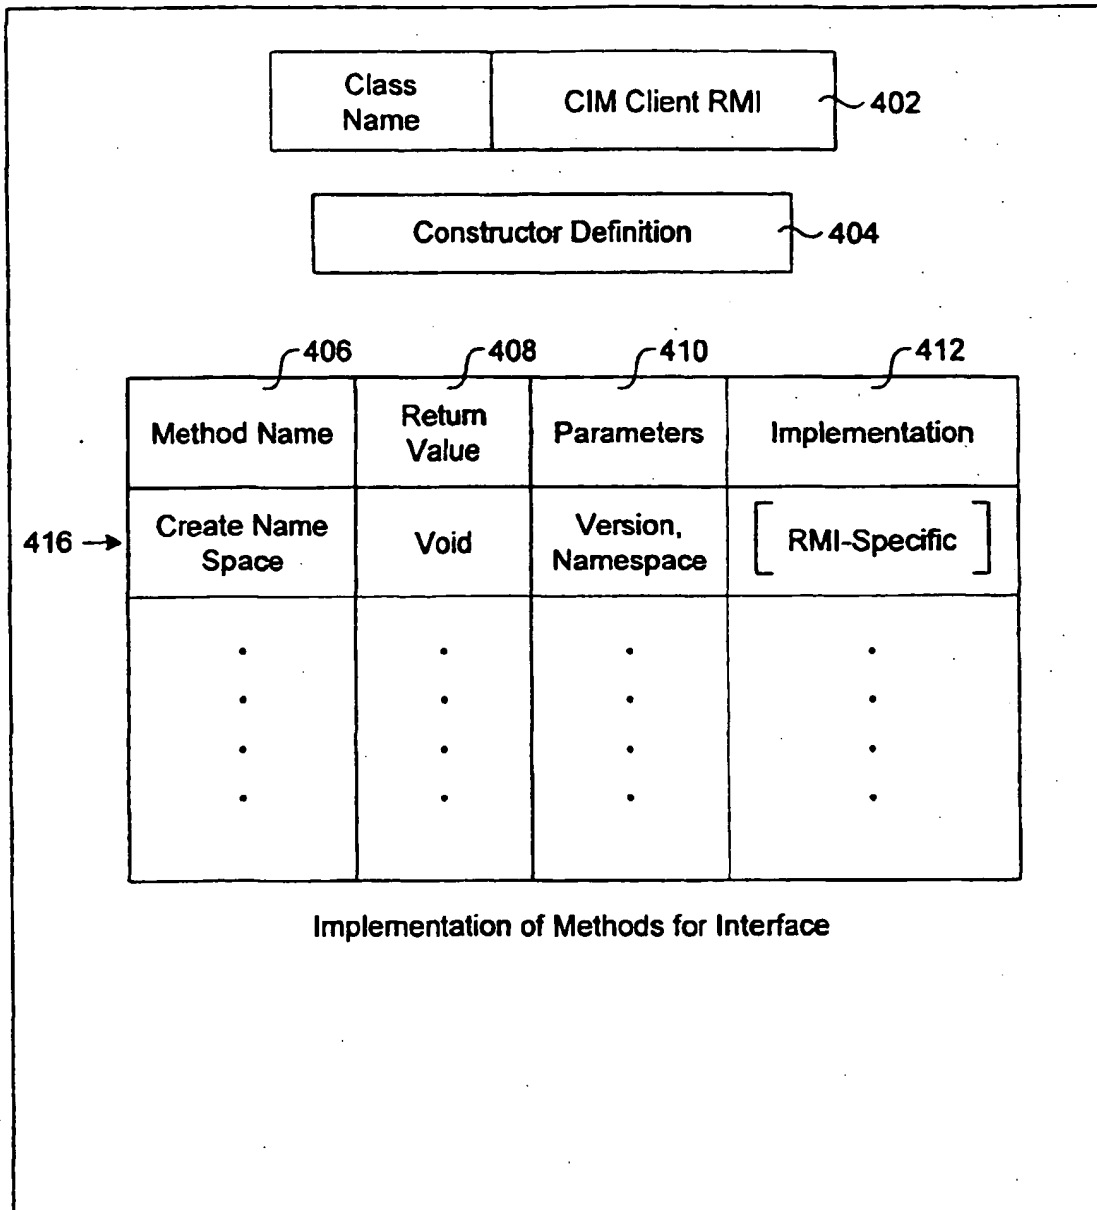 Class
Name
CIM Client RMI
402
Constructor Definition
404
406
408
410
412
Method Name
Return
Value
Parameters
Implementation
416
Create Name
Space
Void
Version,
Namespace
RMI-Specific
Implementation of Methods for Interface